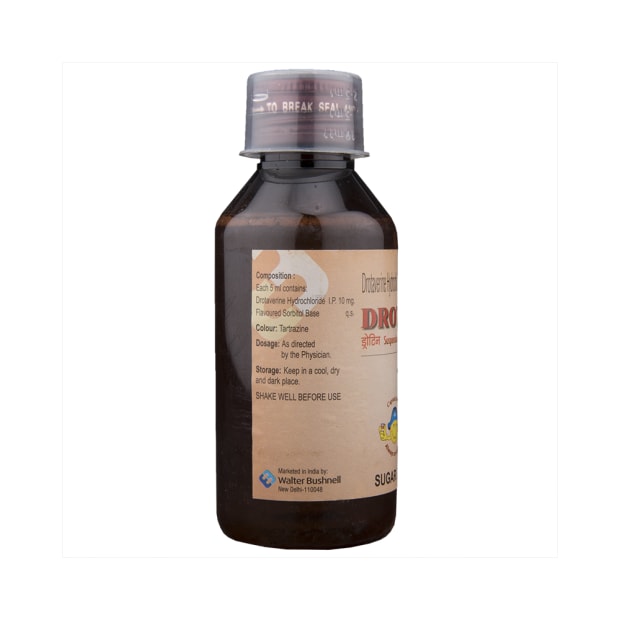 TO BREAK SEAL
Composition :
Each 5 ml contains:
Drotaverine Hydrochloride I.P. 10 mg.
Flavoured Sorbitol Base q.s.
Colour: Tartrazine
Dosage: As directed
by the Physician.
Storage: Keep in a cool, dry
and dark place.
SHAKE WELL BEFORE USE
Marketed in India by:
Walter Bushnell
New Delhi-110048
Drotaverine
DRO
ड्रोटिन
SUGAR